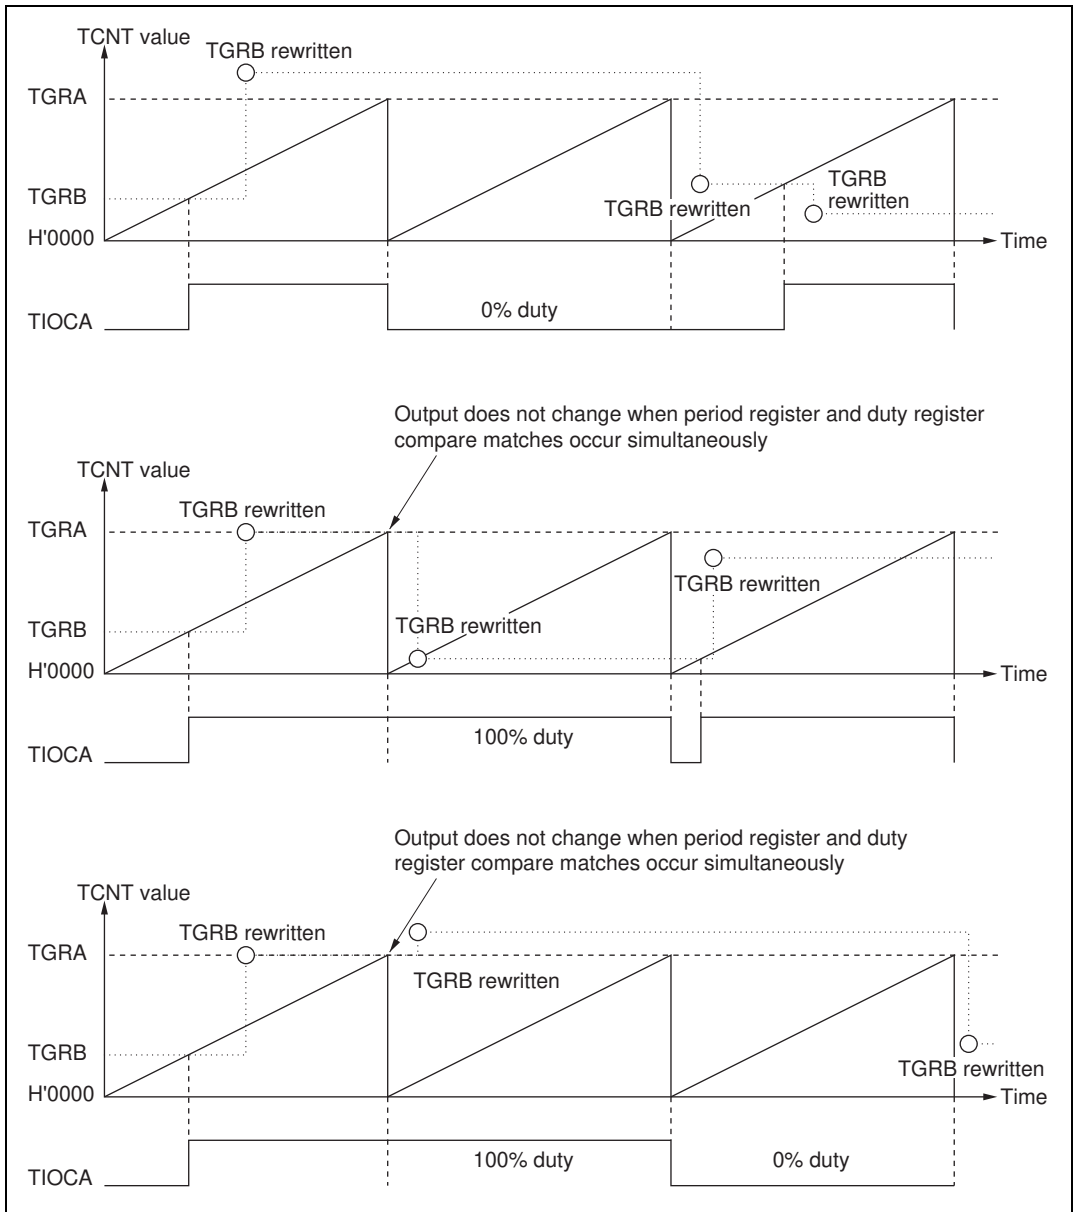 TCNT value
TGRB rewritten
TGRA
TGRB
TGRB
rewritten
TGRB rewritten
H'0000
Time
0% duty
TIOCA
Output does not change when period register and duty register
compare matches occur simultaneously
TCNT value
TGRB rewritten
TGRA
TGRB rewritten
TGRB
TGRB rewritten
H'0000
Time
100% duty
TIOCA
Output does not change when period register and duty
register compare matches occur simultaneously
TCNT value
TGRB rewritten
TGRA
TGRB rewritten
TGRB
TGRB rewritten
H'0000
Time
100% duty
0% duty
TIOCA